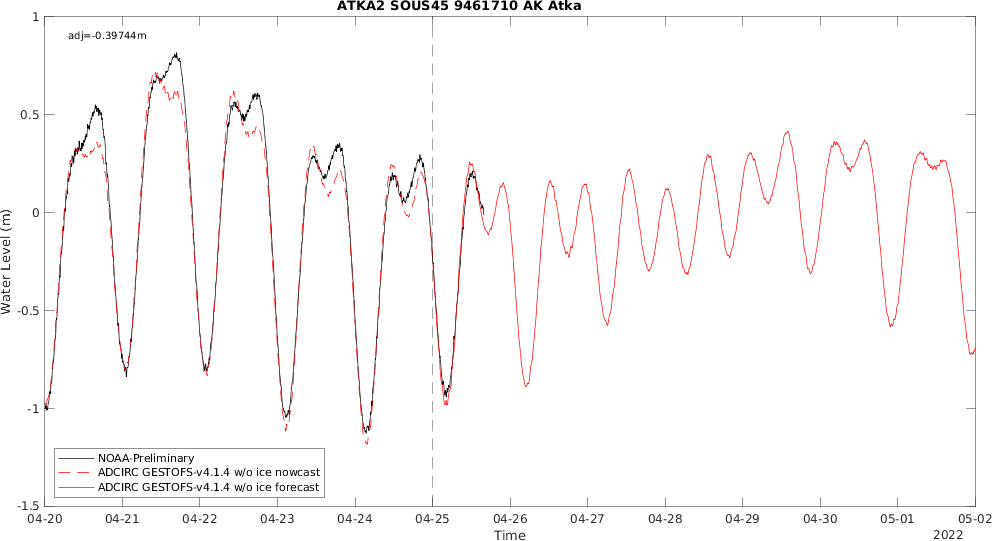 ATKA2 SOUS45 9461710 AK Atka
adj=-0.39744m
1
0.5
0
-0.5
-1
-1.5
Water Level (m)
NOAA-Preliminary
ADCIRC GESTOFS-v4.1.4 w/o ice nowcast
ADCIRC GESTOFS-v4.1.4 w/o ice forecast
04-20 04-21 04-22 04-23 04-24 04-25 04-26 04-27 04-28 04-29 04-30 05-01 05-02
Time
2022